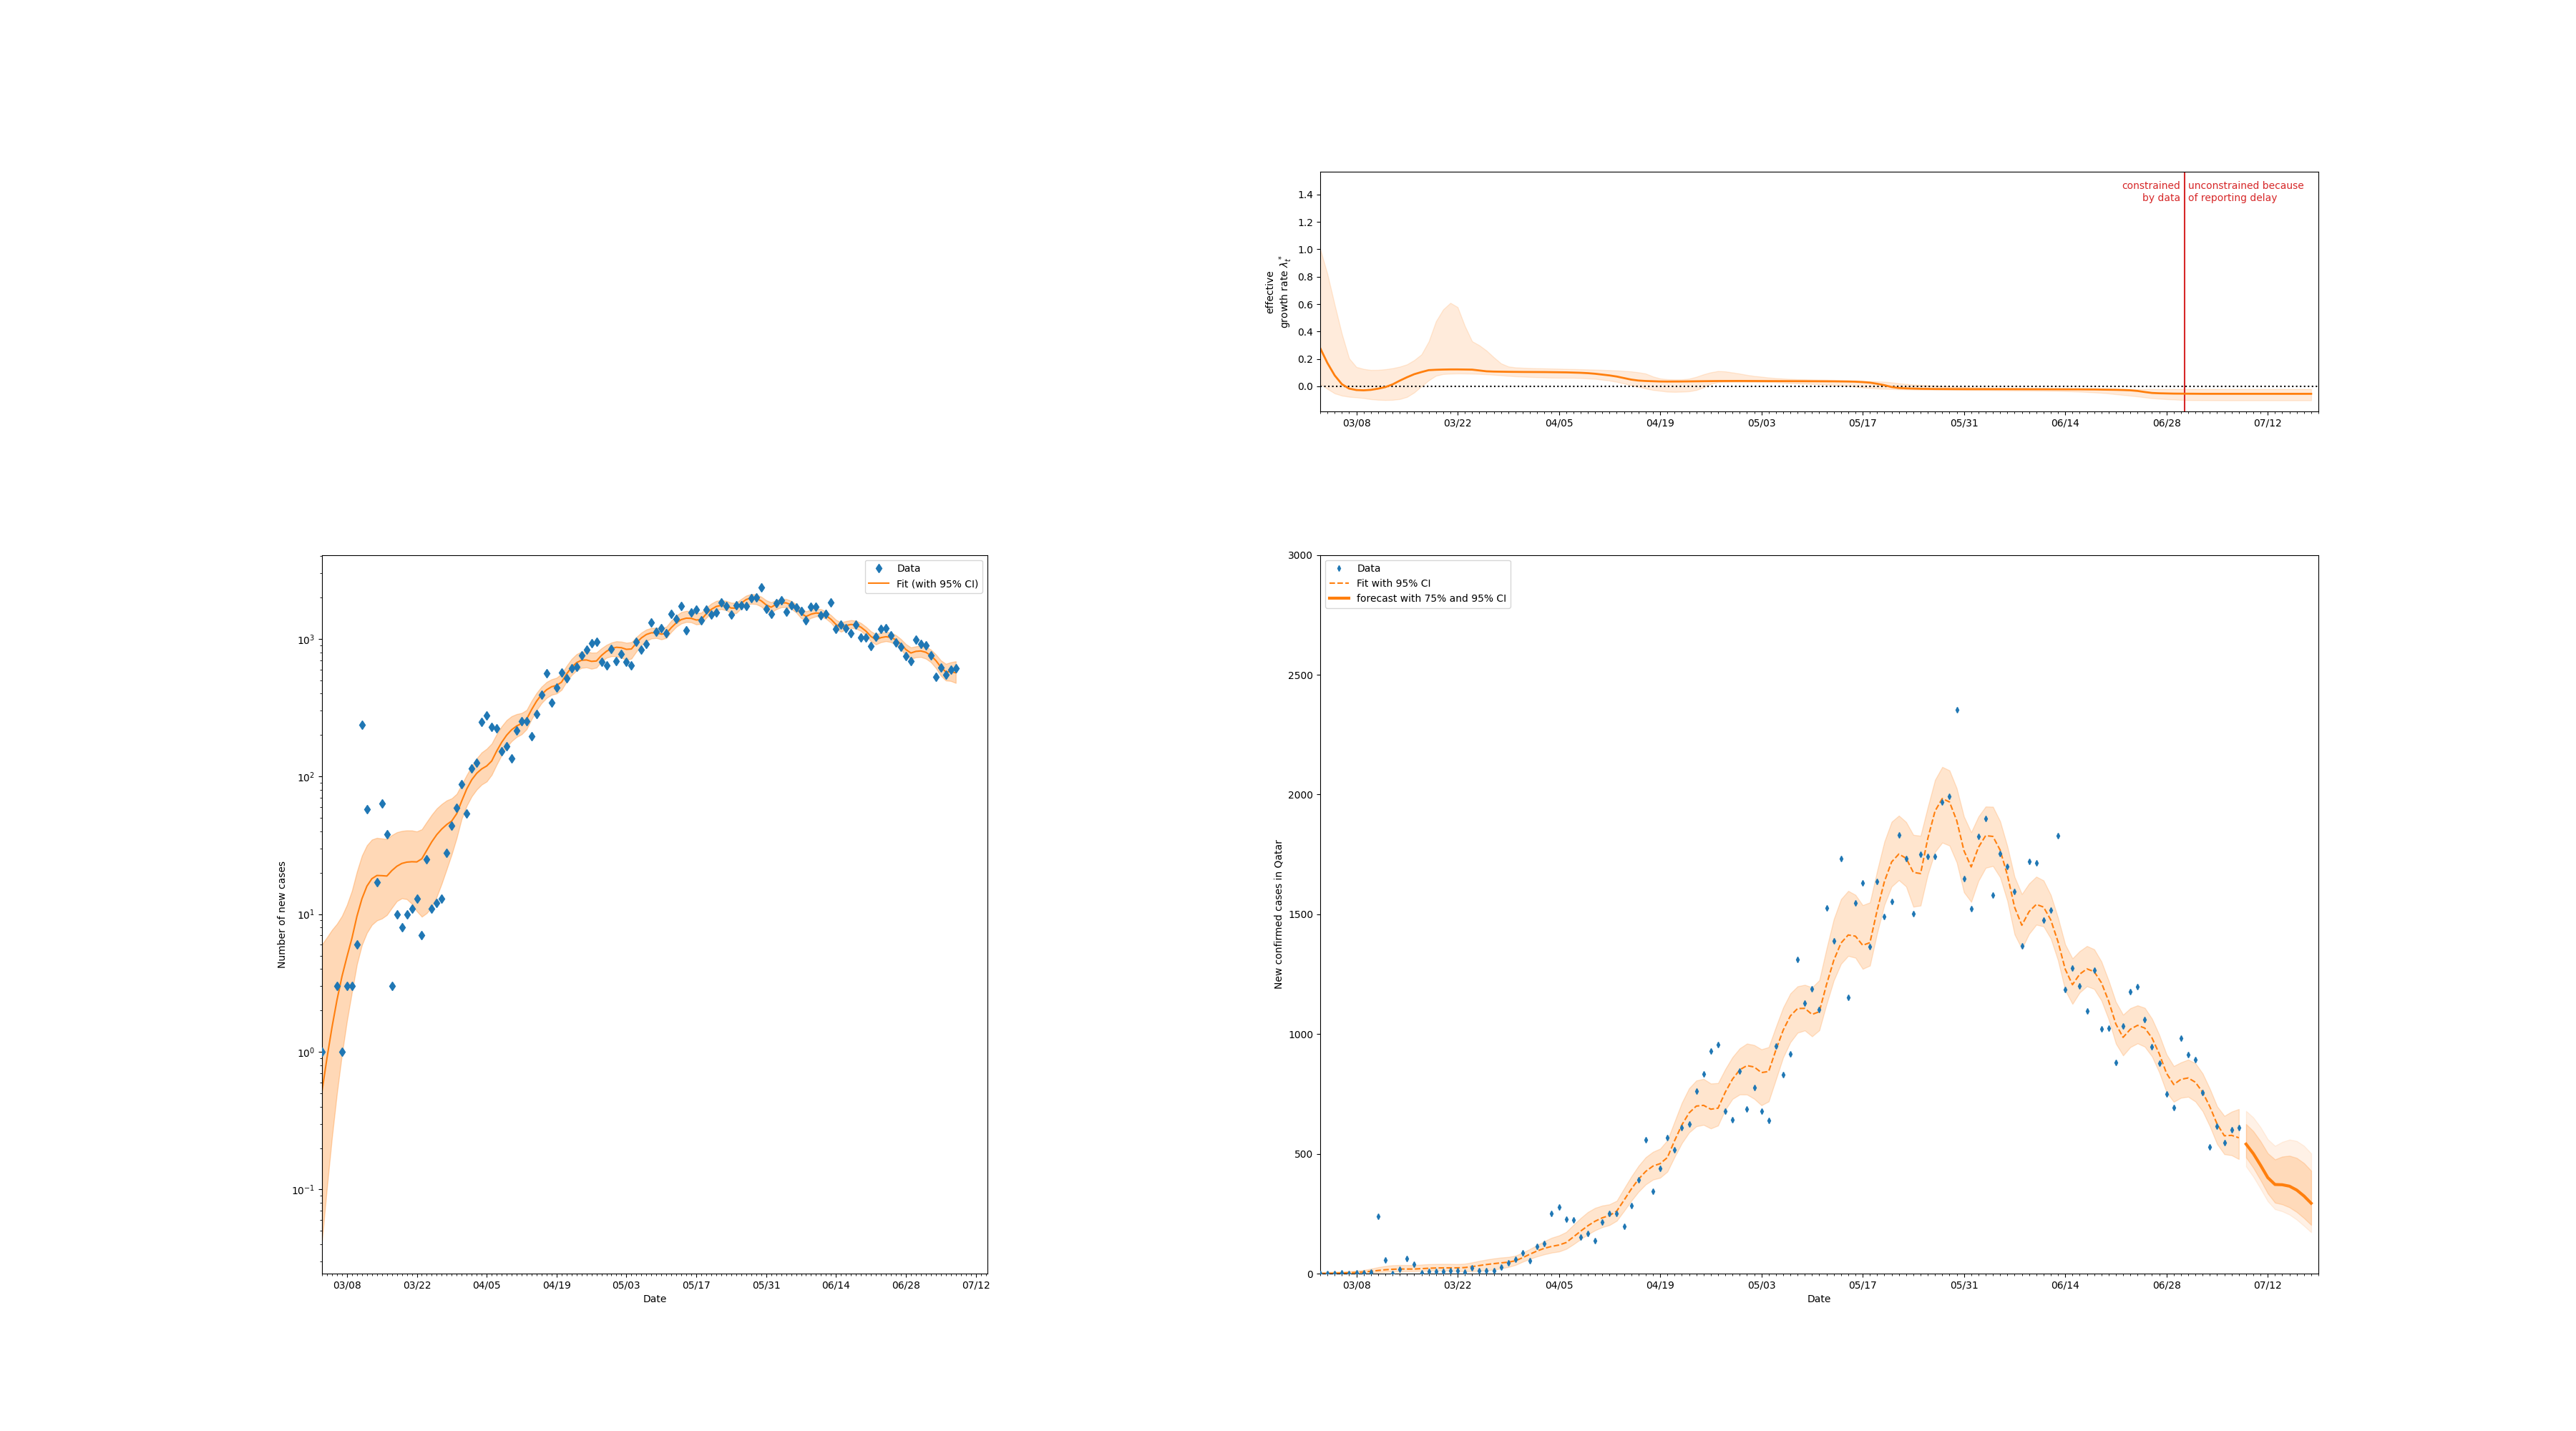 constrained
by data
unconstrained because
of reporting delay
effective
growth rate λ*t
1.4
1.2
1.0
0.8
0.6
0.4
0.2
0.0
03/08 03/22 04/05 04/19 05/03 05/17 05/31 06/14 06/28 07/12
Data
Fit (with 95% CI)
Number of new cases
10³
10²
10¹
10⁰
10⁻¹
03/08 03/22 04/05 04/19 05/03 05/17 05/31 06/14 06/28 07/12
Date
Data
Fit with 95% CI
forecast with 75% and 95% CI
New confirmed cases in Qatar
3000
2500
2000
1500
1000
500
0
03/08 03/22 04/05 04/19 05/03 05/17 05/31 06/14 06/28 07/12
Date